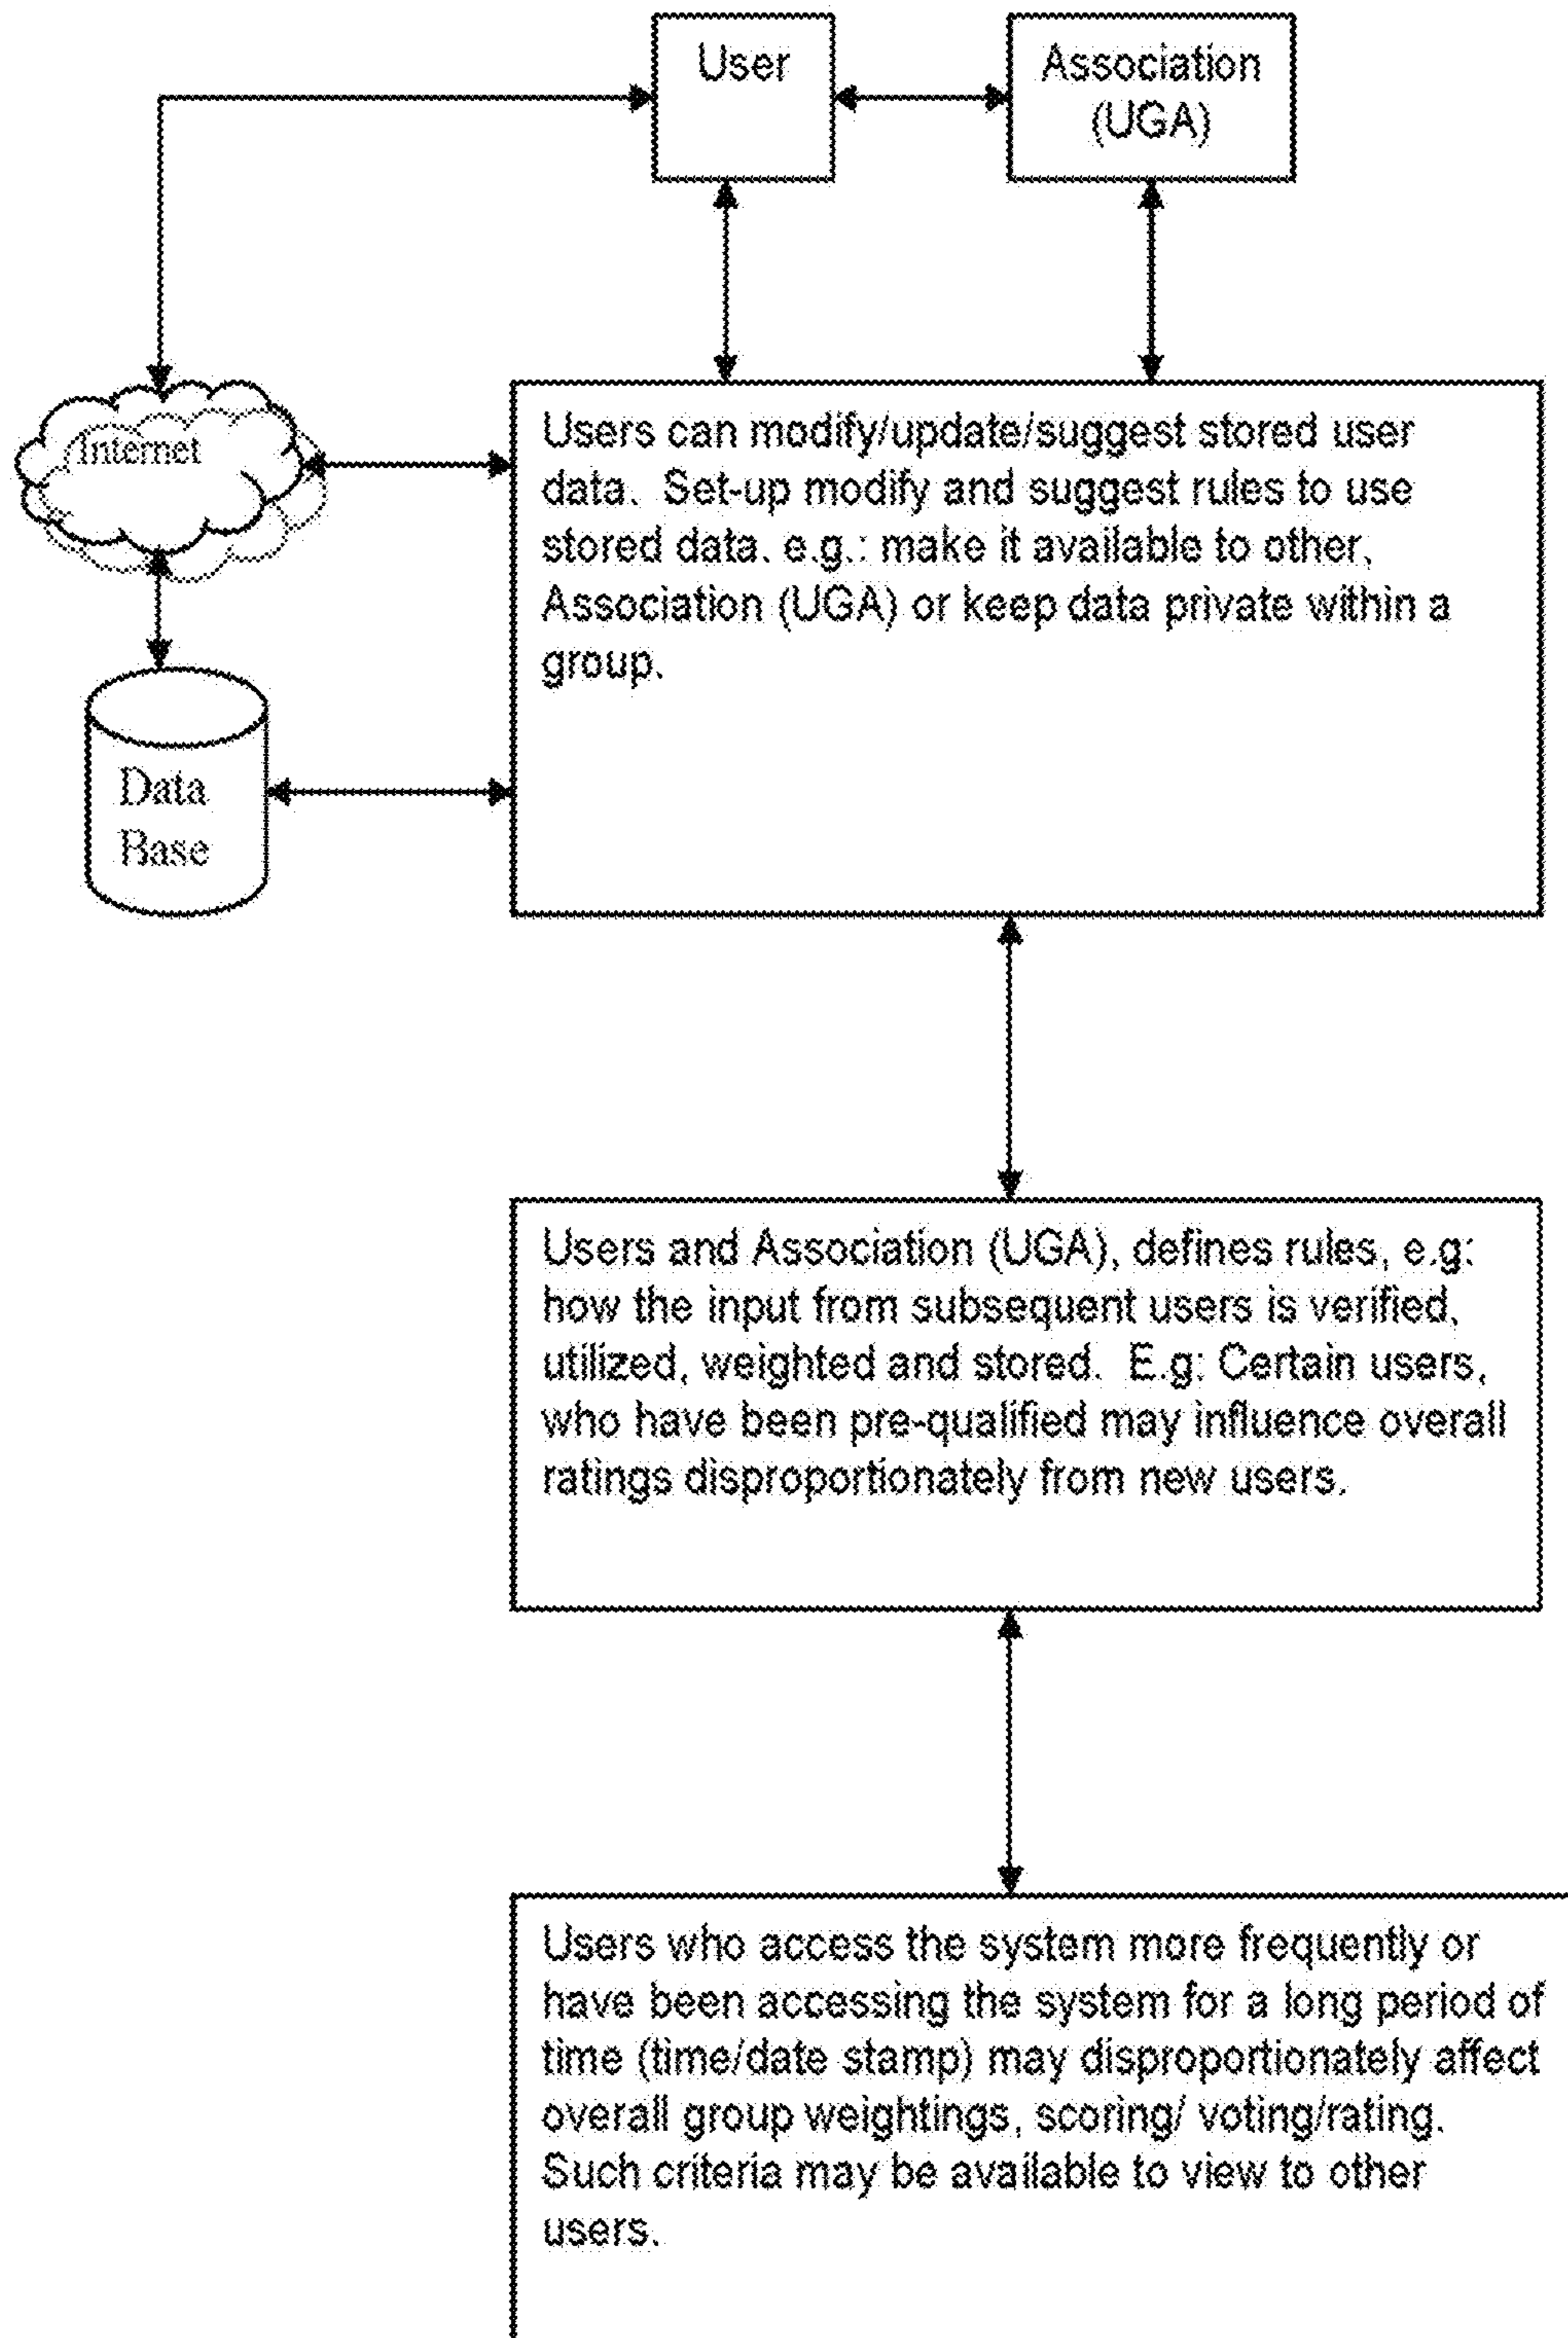 User
Association
(UGA)
Internet
Users can modify/update/suggest stored user
data. Set-up modify and suggest rules to use
stored data. e.g.: make it available to other,
Association (UGA) or keep data private within a
group.
Data
Base
Users and Association (UGA), defines rules, e.g:
how the input from subsequent users is verified,
utilized, weighted and stored. E.g: Certain users,
who have been pre-qualified may influence overall
ratings disproportionately from new users.
Users who access the system more frequently or
have been accessing the system for a long period of
time (time/date stamp) may disproportionately affect
overall group weightings, scoring/ voting/rating.
Such criteria may be available to view to other
users.